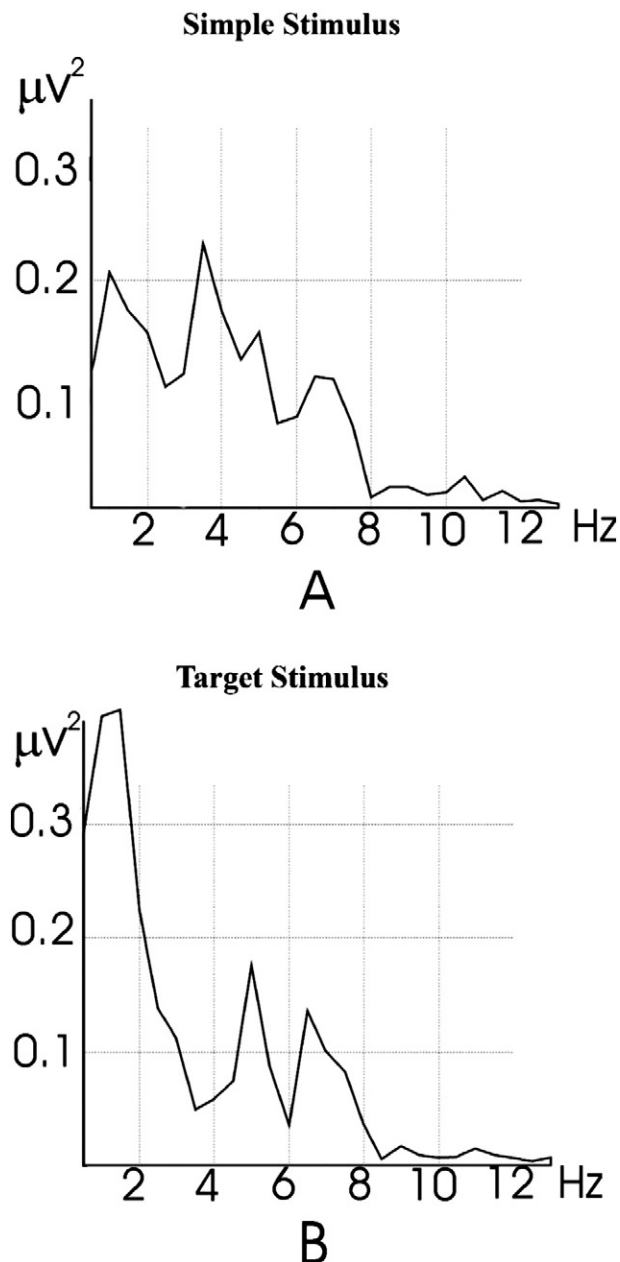 Simple Stimulus
μV²
0.3
0.2
0.1
2 4 6 8 10 12 Hz
A
Target Stimulus
μV²
0.3
0.2
0.1
2 4 6 8 10 12 Hz
B